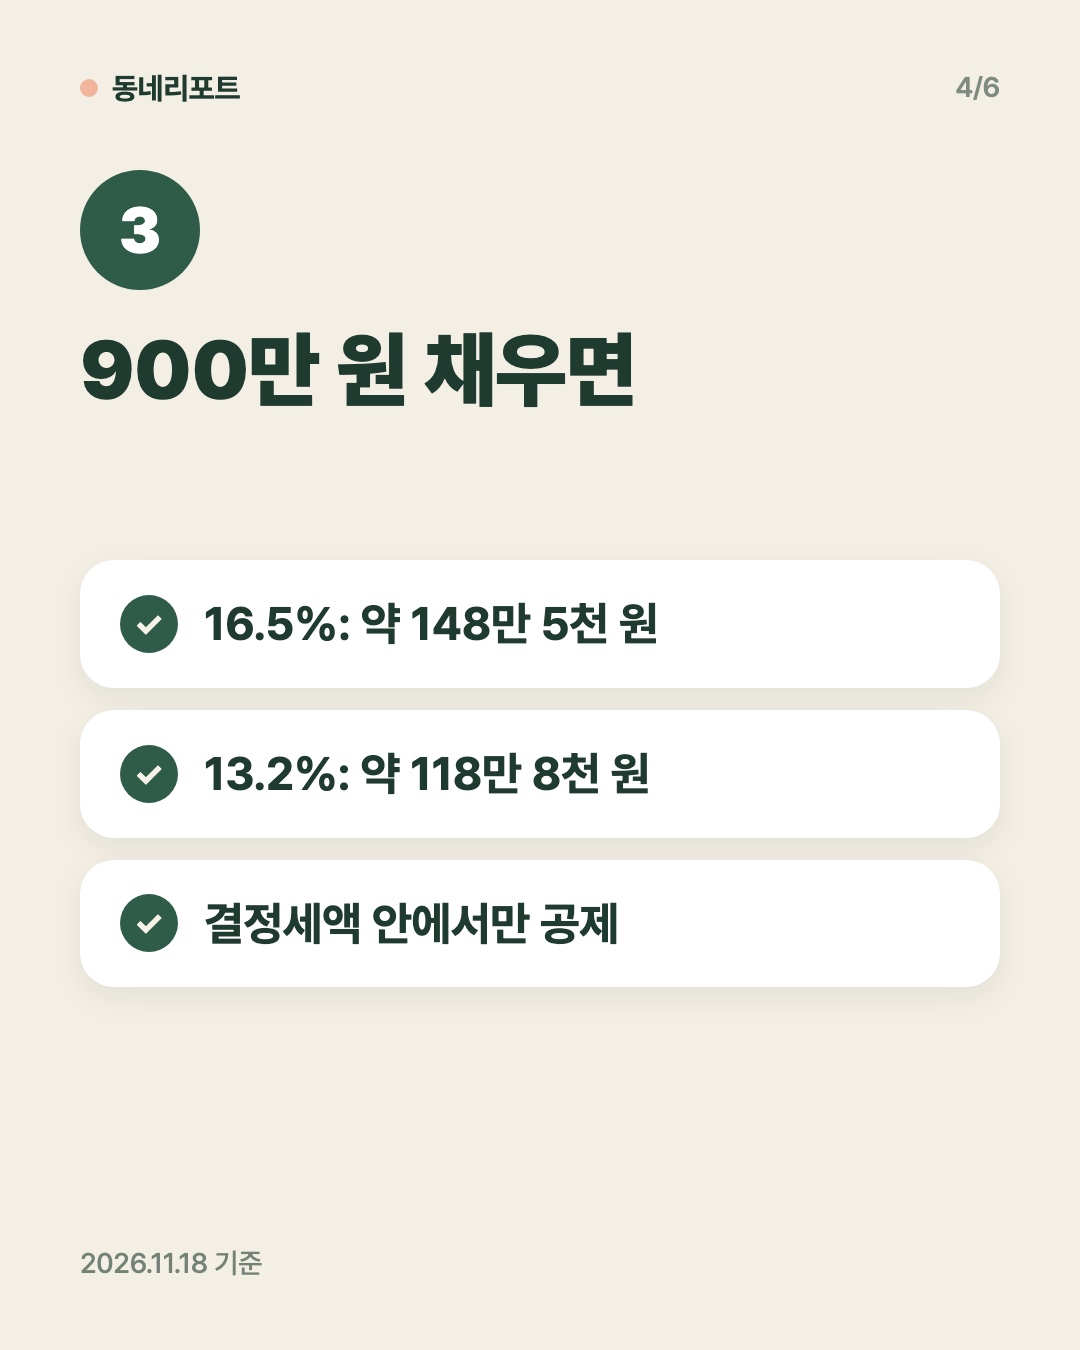 동네리포트
4/6
3
900만 원 채우면
16.5%: 약 148만 5천 원
13.2%: 약 118만 8천 원
결정세액 안에서만 공제
2026.11.18 기준